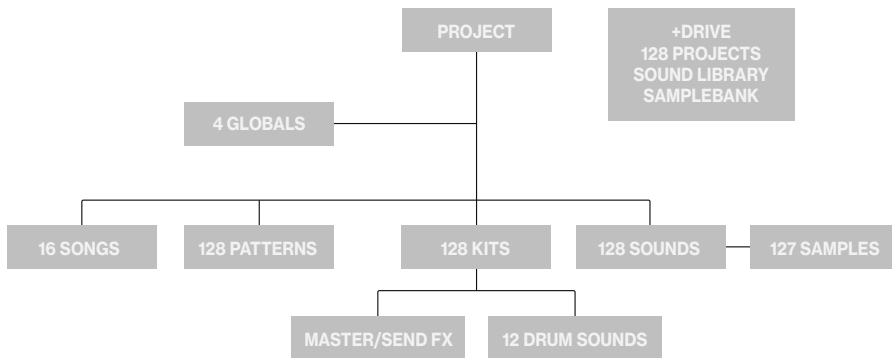 PROJECT
+DRIVE
128 PROJECTS
SOUND LIBRARY
SAMPLEBANK
4 GLOBALS
16 SONGS
128 PATTERNS
128 KITS
128 SOUNDS
127 SAMPLES
MASTER/SEND FX
12 DRUM SOUNDS